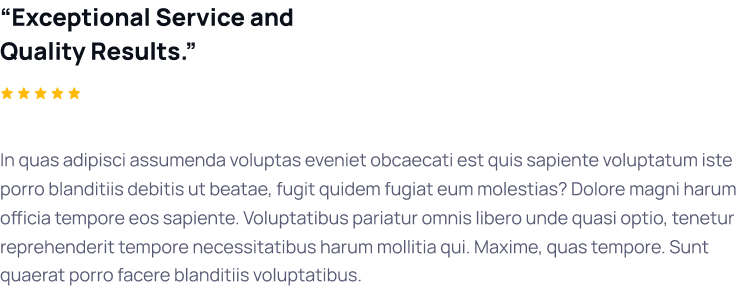 “Exceptional Service and
Quality Results.”
In quas adipisci assumenda voluptas eveniet obcaecati est quis sapiente voluptatum iste
porro blanditiis debitis ut beatae, fugit quidem fugiat eum molestias? Dolore magni harum
officia tempore eos sapiente. Voluptatibus pariatur omnis libero unde quasi optio, tenetur
reprehenderit tempore necessitatibus harum mollitia qui. Maxime, quas tempore. Sunt
quaerat porro facere blanditiis voluptatibus.